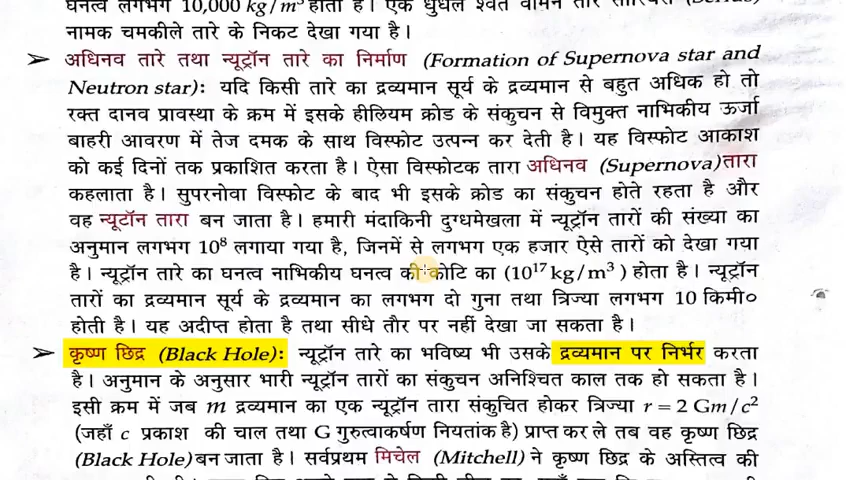 घनत्व लगभग 10,000 kg/m³ होता है। एक धुंधले श्वेत वामन तारे
नामक चमकीले तारे के निकट देखा गया है।
➢ अधिनव तारे तथा न्यूट्रॉन तारे का निर्माण (Formation of Supernova star and
Neutron star): यदि किसी तारे का द्रव्यमान सूर्य के द्रव्यमान से बहुत अधिक हो तो
रक्त दानव प्रावस्था के क्रम में इसके हीलियम क्रोड के संकुचन से विमुक्त नाभिकीय ऊर्जा
बाहरी आवरण में तेज दमक के साथ विस्फोट उत्पन्न कर देती है। यह विस्फोट आकाश
को कई दिनों तक प्रकाशित करता है। ऐसा विस्फोटक तारा अधिनव (Supernova)तारा
कहलाता है। सुपरनोवा विस्फोट के बाद भी इसके क्रोड का संकुचन होते रहता है और
वह न्यूटॉन तारा बन जाता है। हमारी मंदाकिनी दुग्धमेखला में न्यूट्रॉन तारों की संख्या का
अनुमान लगभग 10⁸ लगाया गया है, जिनमें से लगभग एक हजार ऐसे तारों को देखा गया
है। न्यूट्रॉन तारे का घनत्व नाभिकीय घनत्व की कोटि का (10¹⁷ kg/m³) होता है। न्यूट्रॉन
तारों का द्रव्यमान सूर्य के द्रव्यमान का लगभग दो गुना तथा त्रिज्या लगभग 10 किमी०
होती है। यह अदीप्त होता है तथा सीधे तौर पर नहीं देखा जा सकता है।
➢ कृष्ण छिद्र (Black Hole): न्यूट्रॉन तारे का भविष्य भी उसके द्रव्यमान पर निर्भर करता
है। अनुमान के अनुसार भारी न्यूट्रॉन तारों का संकुचन अनिश्चित काल तक हो सकता है।
इसी क्रम में जब m द्रव्यमान का एक न्यूट्रॉन तारा संकुचित होकर त्रिज्या r = 2 Gm/c²
(जहाँ c प्रकाश की चाल तथा G गुरुत्वाकर्षण नियतांक है) प्राप्त कर ले तब वह कृष्ण छिद्र
(Black Hole) बन जाता है। सर्वप्रथम मिचेल (Mitchell) ने कृष्ण छिद्र के अस्तित्व की